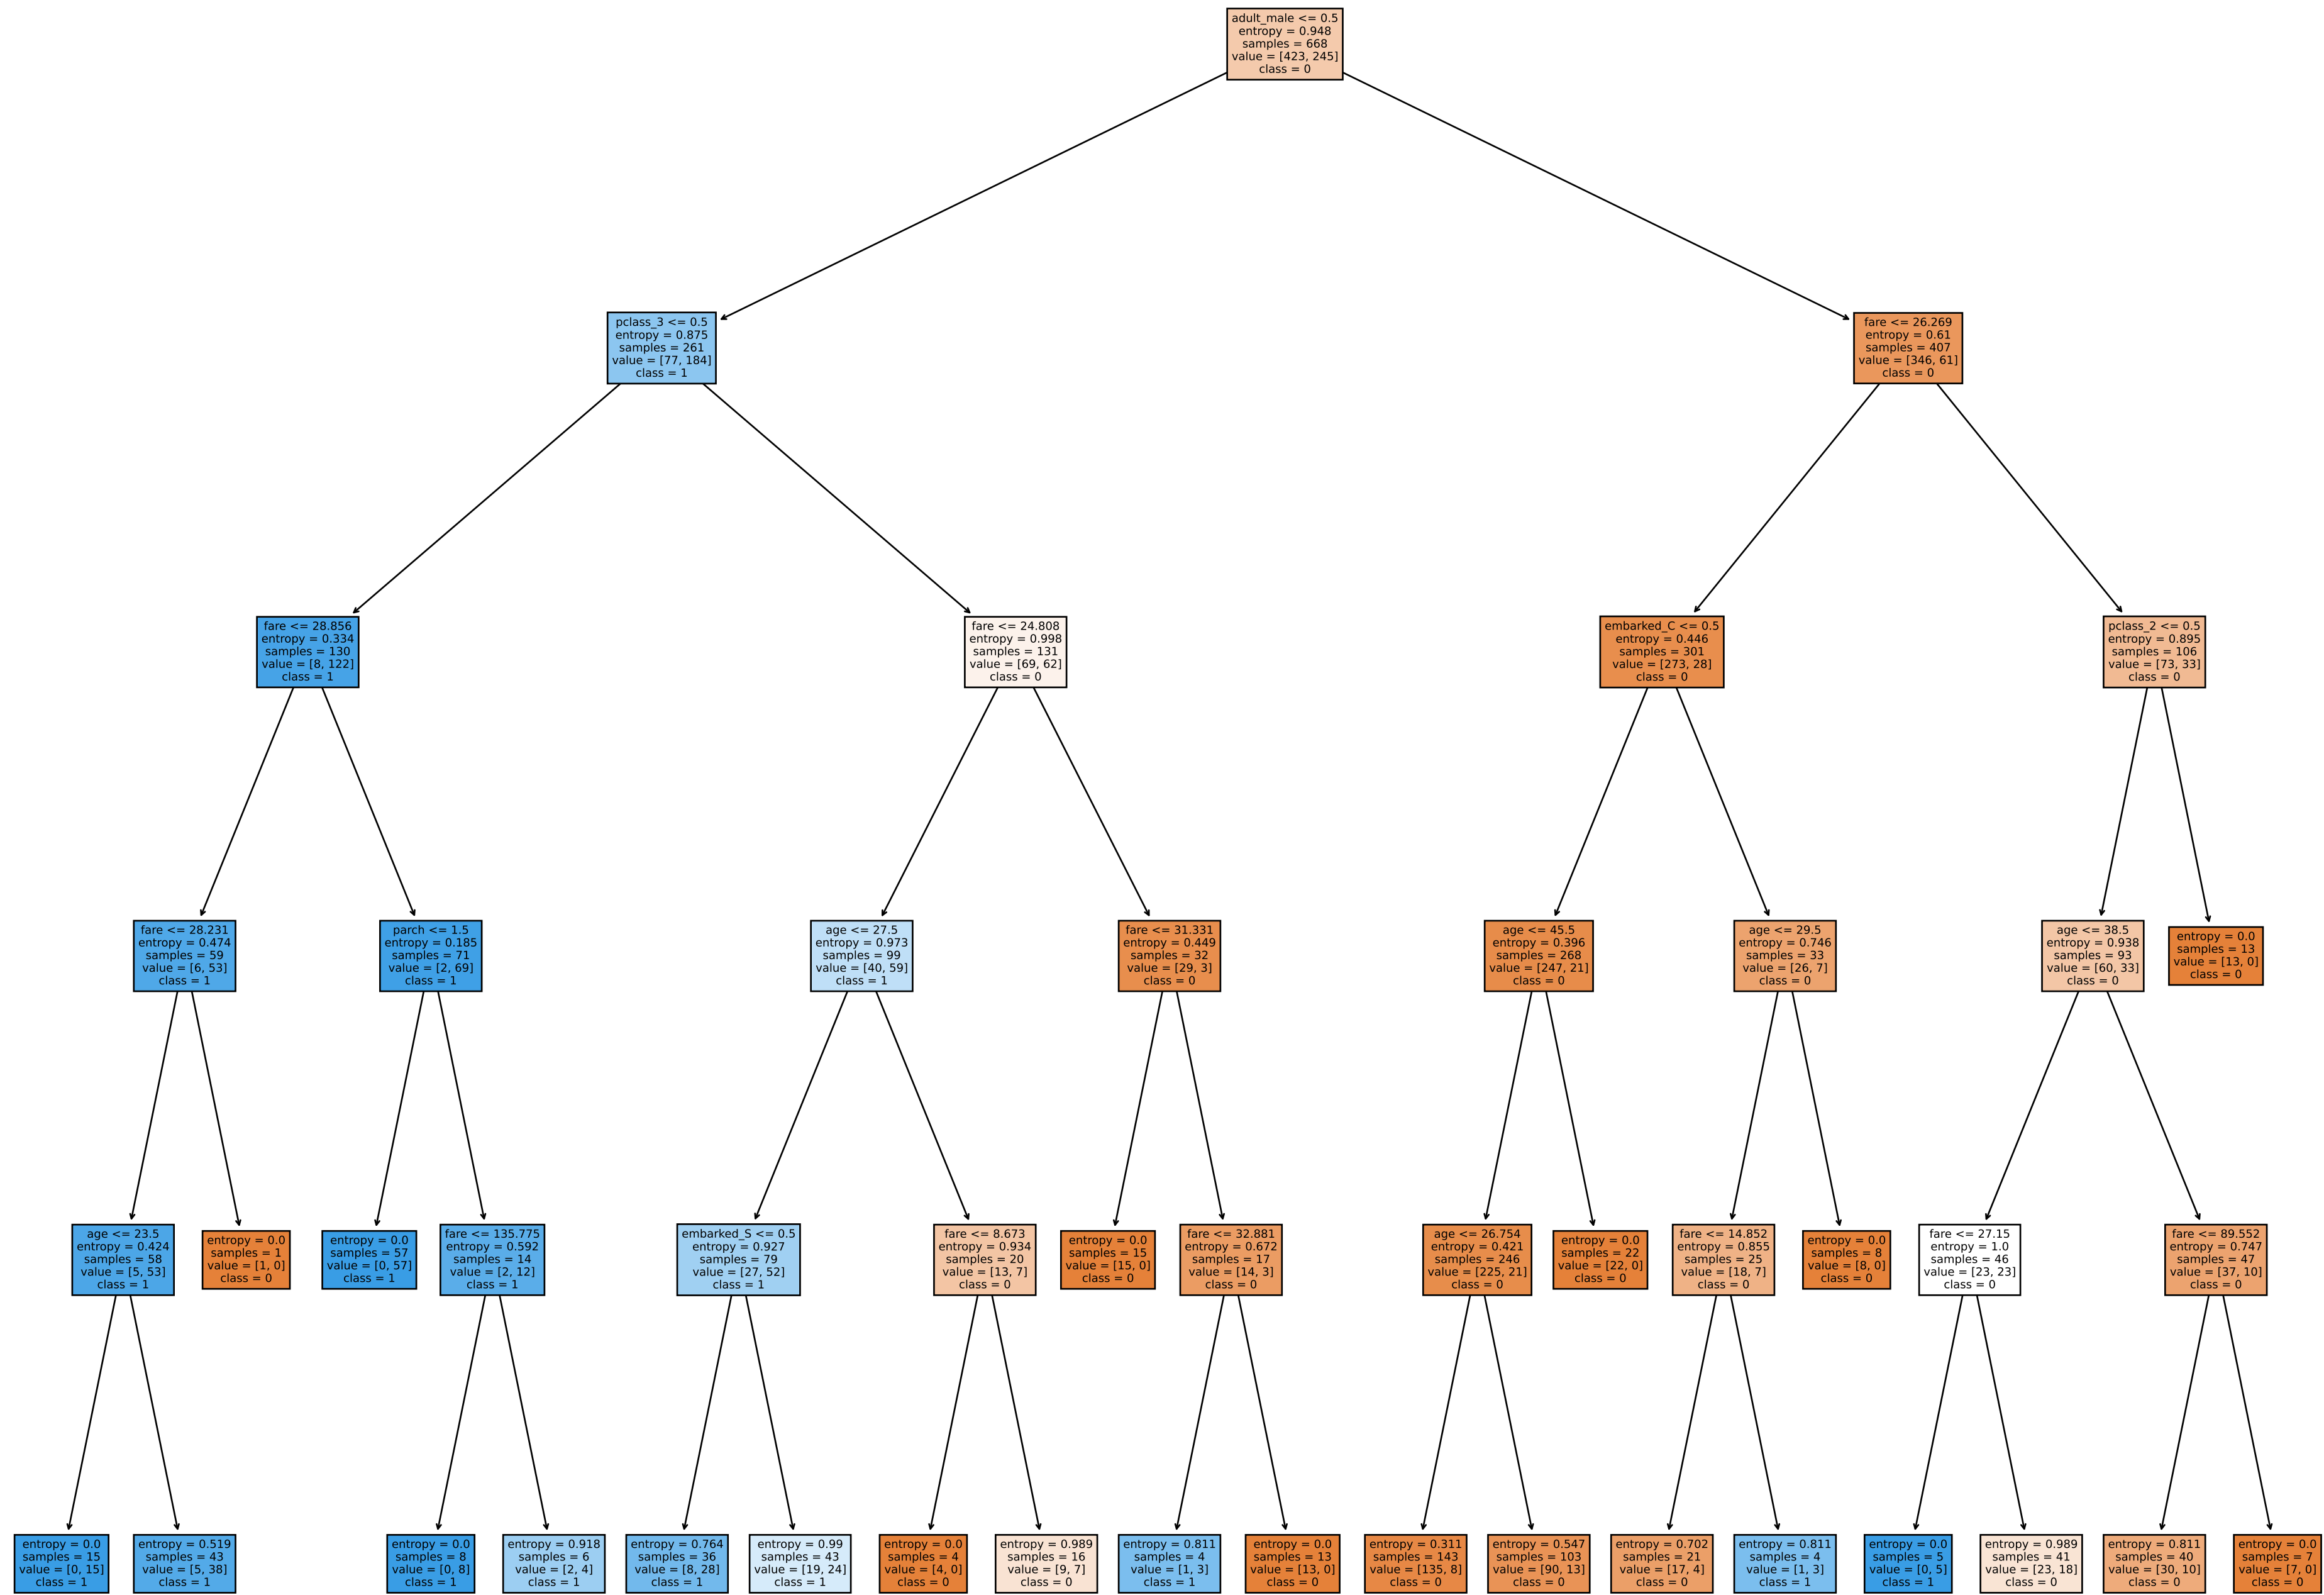 adult_male <= 0.5
entropy = 0.948
samples = 668
value = [423, 245]
class = 0
pclass_3 <= 0.5
entropy = 0.875
samples = 261
value = [77, 184]
class = 1
fare <= 26.269
entropy = 0.61
samples = 407
value = [346, 61]
class = 0
fare <= 28.856
entropy = 0.334
samples = 130
value = [8, 122]
class = 1
fare <= 24.808
entropy = 0.998
samples = 131
value = [69, 62]
class = 0
embarked_C <= 0.5
entropy = 0.446
samples = 301
value = [273, 28]
class = 0
pclass_2 <= 0.5
entropy = 0.895
samples = 106
value = [73, 33]
class = 0
fare <= 28.231
entropy = 0.474
samples = 59
value = [6, 53]
class = 1
parch <= 1.5
entropy = 0.185
samples = 71
value = [2, 69]
class = 1
age <= 27.5
entropy = 0.973
samples = 99
value = [40, 59]
class = 1
fare <= 31.331
entropy = 0.449
samples = 32
value = [29, 3]
class = 0
age <= 45.5
entropy = 0.396
samples = 268
value = [247, 21]
class = 0
age <= 29.5
entropy = 0.746
samples = 33
value = [26, 7]
class = 0
age <= 38.5
entropy = 0.938
samples = 93
value = [60, 33]
class = 0
entropy = 0.0
samples = 13
value = [13, 0]
class = 0
age <= 23.5
entropy = 0.424
samples = 58
value = [5, 53]
class = 1
entropy = 0.0
samples = 1
value = [1, 0]
class = 0
entropy = 0.0
samples = 57
value = [0, 57]
class = 1
fare <= 135.775
entropy = 0.592
samples = 14
value = [2, 12]
class = 1
embarked_S <= 0.5
entropy = 0.927
samples = 79
value = [27, 52]
class = 1
fare <= 8.673
entropy = 0.934
samples = 20
value = [13, 7]
class = 0
entropy = 0.0
samples = 15
value = [15, 0]
class = 0
fare <= 32.881
entropy = 0.672
samples = 17
value = [14, 3]
class = 0
age <= 26.754
entropy = 0.421
samples = 246
value = [225, 21]
class = 0
entropy = 0.0
samples = 22
value = [22, 0]
class = 0
fare <= 14.852
entropy = 0.855
samples = 25
value = [18, 7]
class = 0
entropy = 0.0
samples = 8
value = [8, 0]
class = 0
fare <= 27.15
entropy = 1.0
samples = 46
value = [23, 23]
class = 0
fare <= 89.552
entropy = 0.747
samples = 47
value = [37, 10]
class = 0
entropy = 0.0
samples = 15
value = [0, 15]
class = 1
entropy = 0.519
samples = 43
value = [5, 38]
class = 1
entropy = 0.0
samples = 8
value = [0, 8]
class = 1
entropy = 0.918
samples = 6
value = [2, 4]
class = 1
entropy = 0.764
samples = 36
value = [8, 28]
class = 1
entropy = 0.99
samples = 43
value = [19, 24]
class = 1
entropy = 0.0
samples = 4
value = [4, 0]
class = 0
entropy = 0.989
samples = 16
value = [9, 7]
class = 0
entropy = 0.811
samples = 4
value = [1, 3]
class = 1
entropy = 0.0
samples = 13
value = [13, 0]
class = 0
entropy = 0.311
samples = 143
value = [135, 8]
class = 0
entropy = 0.547
samples = 103
value = [90, 13]
class = 0
entropy = 0.702
samples = 21
value = [17, 4]
class = 0
entropy = 0.811
samples = 4
value = [1, 3]
class = 1
entropy = 0.0
samples = 5
value = [0, 5]
class = 1
entropy = 0.989
samples = 41
value = [23, 18]
class = 0
entropy = 0.811
samples = 40
value = [30, 10]
class = 0
entropy = 0.0
samples = 7
value = [7, 0]
class = 0